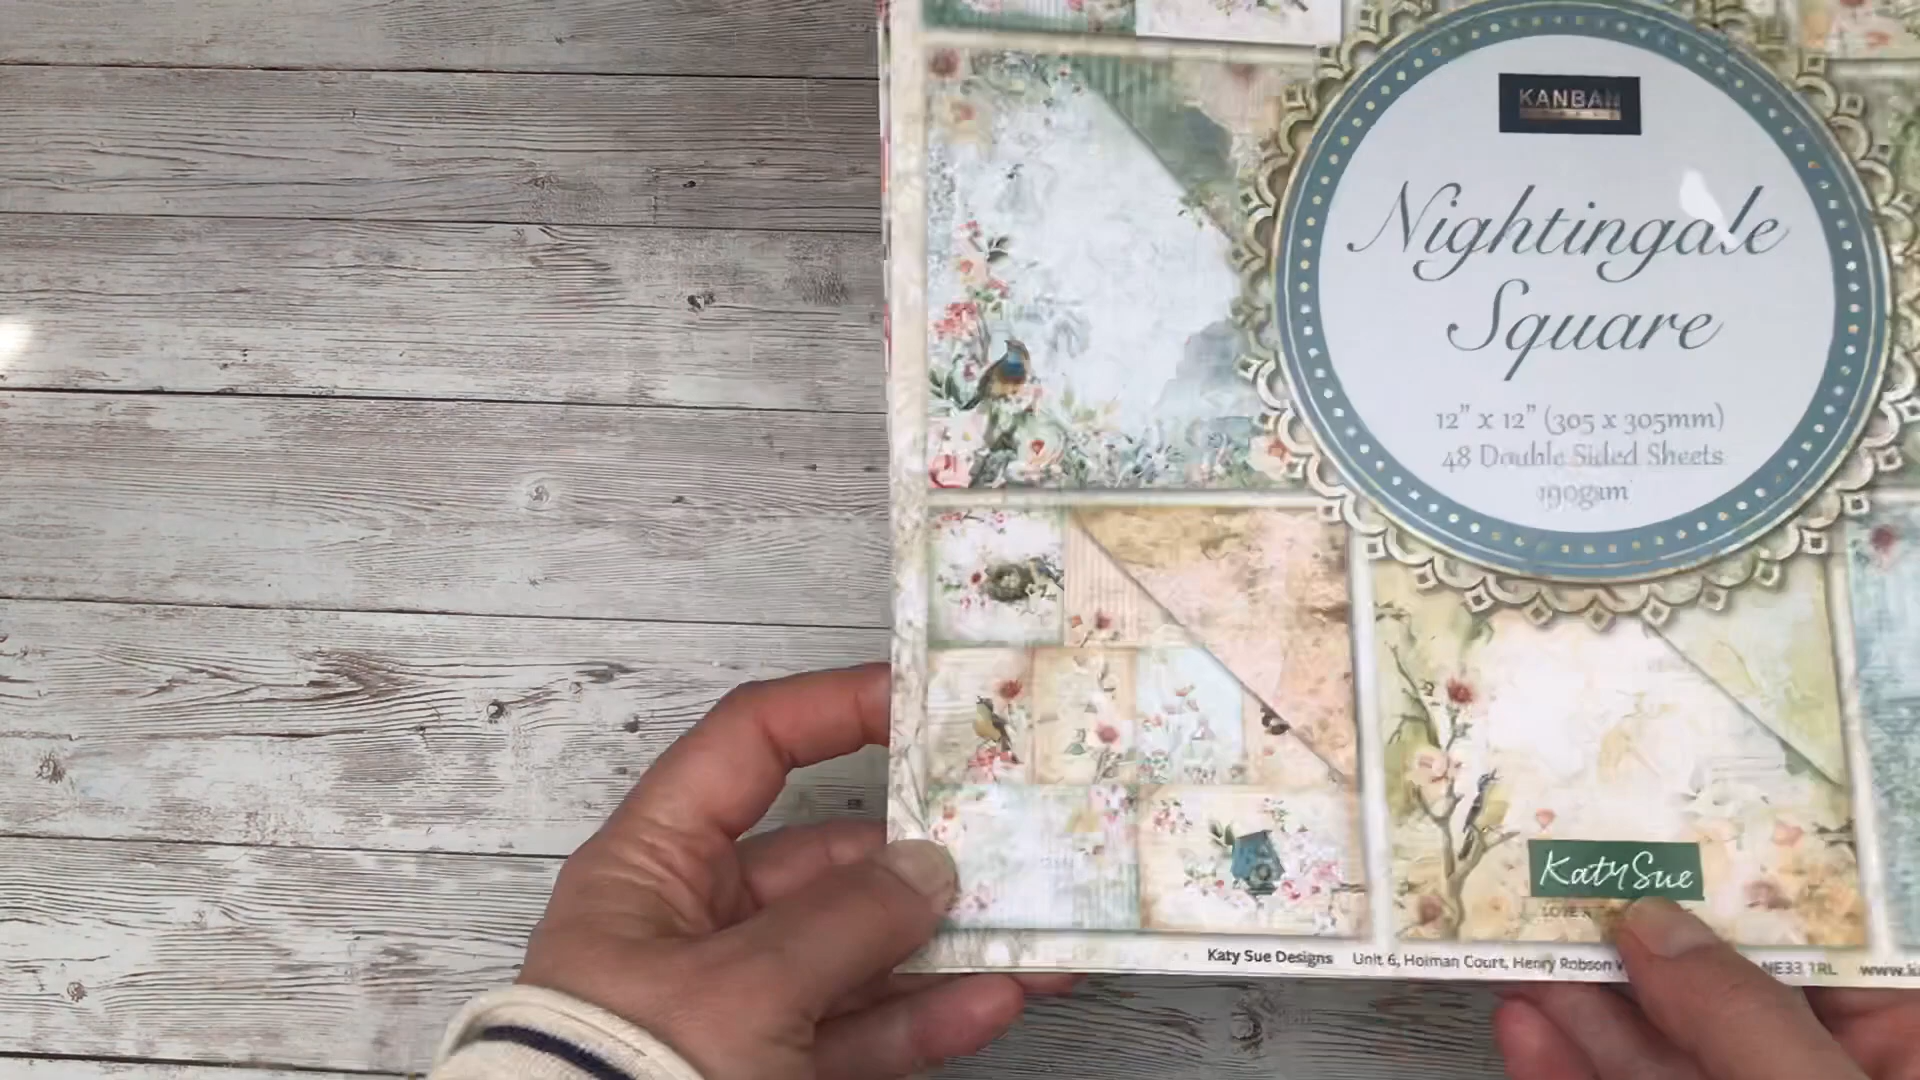 KANBAN
Nightingale
Square
12" x 12" (305 x 305mm)
48 Double Sided Sheets
190gsm
KatySue
Katy Sue Designs Unit 6, Holman Court, Henry Robson NE33 1RL